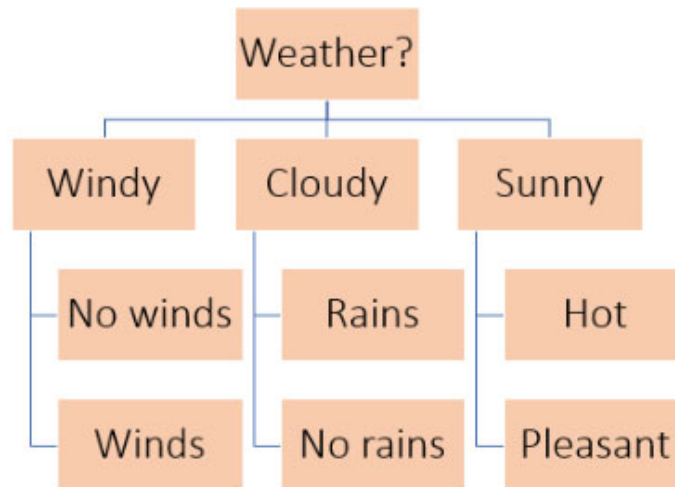 Weather?
Windy
Cloudy
Sunny
No winds
Rains
Hot
Winds
No rains
Pleasant